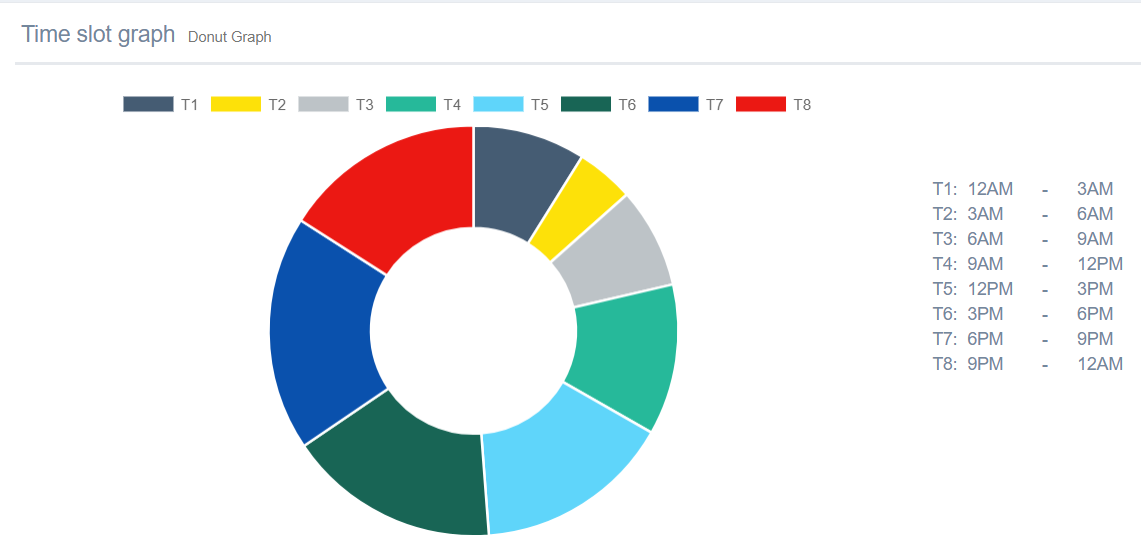 Time slot graph Donut Graph
T1 T2 T3 T4 T5 T6 T7 T8
T1: 12AM - 3AM
T2: 3AM - 6AM
T3: 6AM - 9AM
T4: 9AM - 12PM
T5: 12PM - 3PM
T6: 3PM - 6PM
T7: 6PM - 9PM
T8: 9PM - 12AM